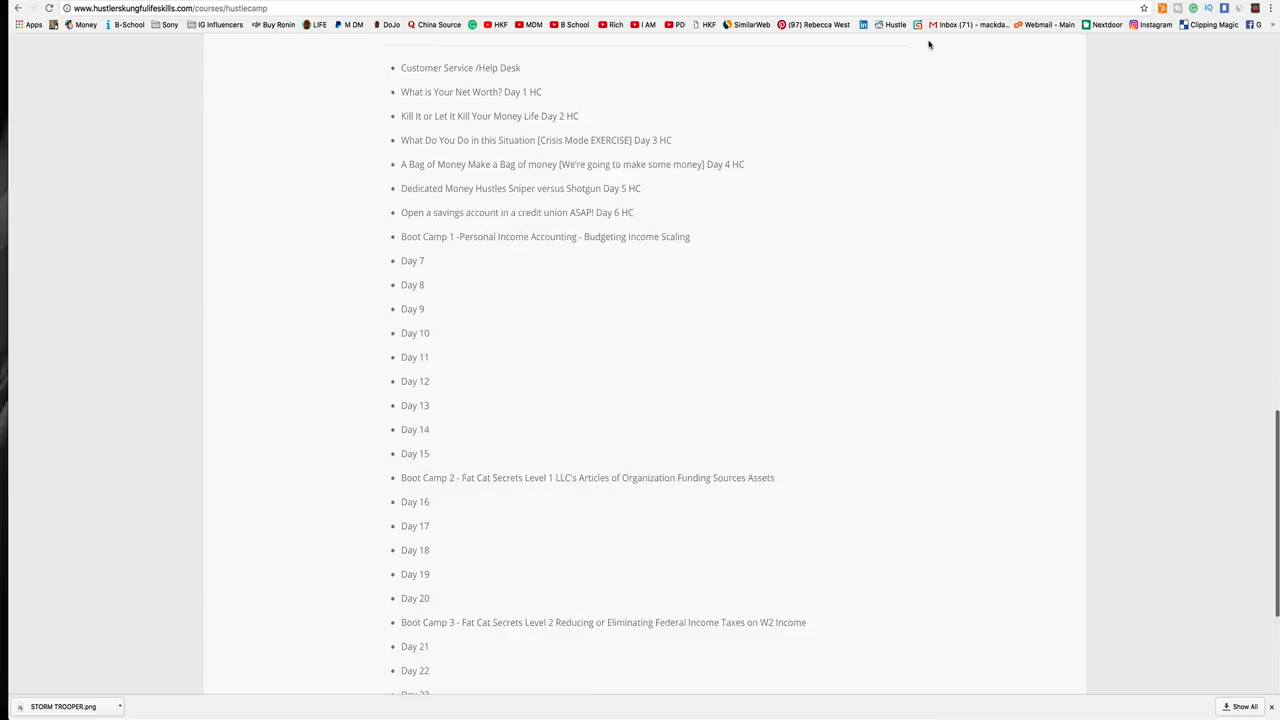 www.hustlerskungfulifeskills.com/courses/hustlecamp
Apps Money B-School Sony IG Influencers Buy Ronin LIFE M DM DoJo China Source HKF MDM B School Rich I AM PD HKF SimilarWeb (97) Rebecca West Hustle Inbox (71) - mackda... Webmail - Main Nextdoor Instagram Clipping Magic G
Customer Service /Help Desk
What is Your Net Worth? Day 1 HC
Kill It or Let It Kill Your Money Life Day 2 HC
What Do You Do in this Situation [Crisis Mode EXERCISE] Day 3 HC
A Bag of Money Make a Bag of money [We're going to make some money] Day 4 HC
Dedicated Money Hustles Sniper versus Shotgun Day 5 HC
Open a savings account in a credit union ASAP! Day 6 HC
Boot Camp 1 -Personal Income Accounting - Budgeting Income Scaling
Day 7
Day 8
Day 9
Day 10
Day 11
Day 12
Day 13
Day 14
Day 15
Boot Camp 2 - Fat Cat Secrets Level 1 LLC's Articles of Organization Funding Sources Assets
Day 16
Day 17
Day 18
Day 19
Day 20
Boot Camp 3 - Fat Cat Secrets Level 2 Reducing or Eliminating Federal Income Taxes on W2 Income
Day 21
Day 22
STORM TROOPER.png
Show All